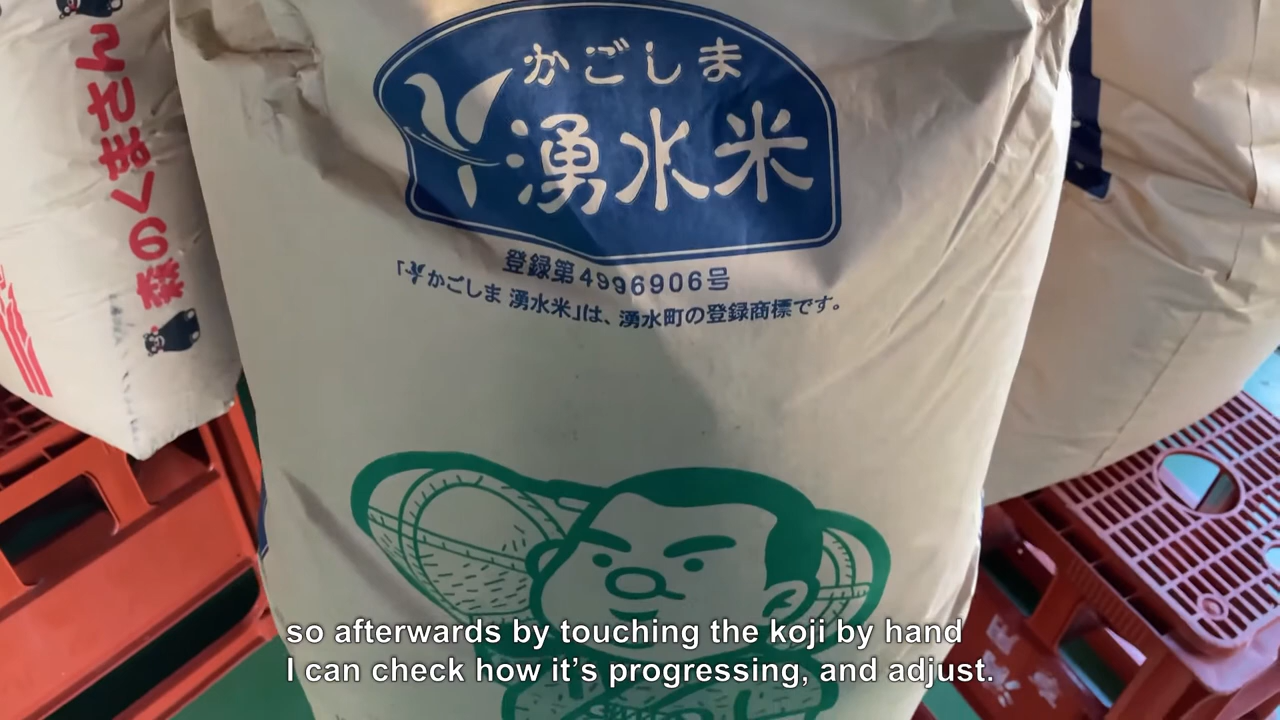 かごしま
湧水米
登録第4996906号
「かごしま 湧水米」は、湧水町の登録商標です。
so afterwards by touching the koji by hand
I can check how it's progressing, and adjust.